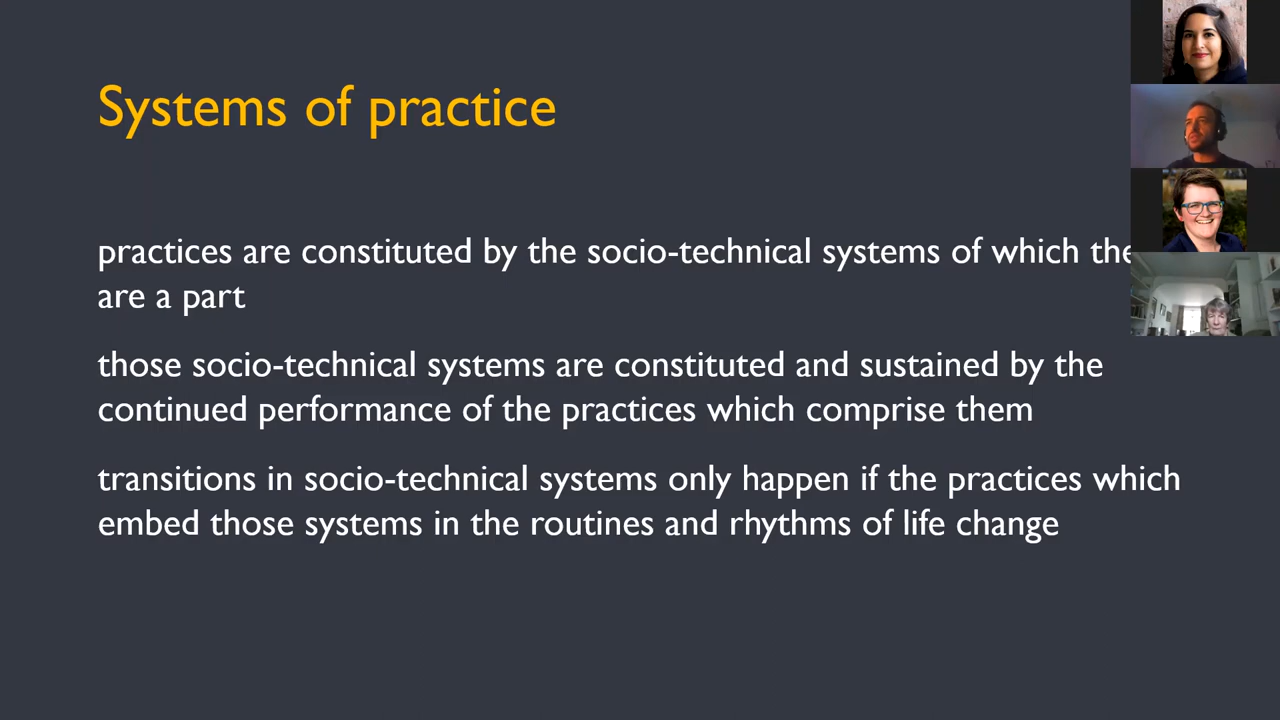 Systems of practice
practices are constituted by the socio-technical systems of which
are a part
those socio-technical systems are constituted and sustained by the
continued performance of the practices which comprise them
transitions in socio-technical systems only happen if the practices which
embed those systems in the routines and rhythms of life change